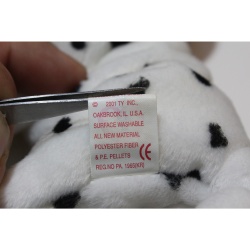 © 2001 TY INC.,
OAKBROOK, IL U.S.A.
SURFACE WASHABLE
ALL NEW MATERIAL
POLYESTER FIBER
& P.E. PELLETS CE
REG.NO PA. 1965(KR)